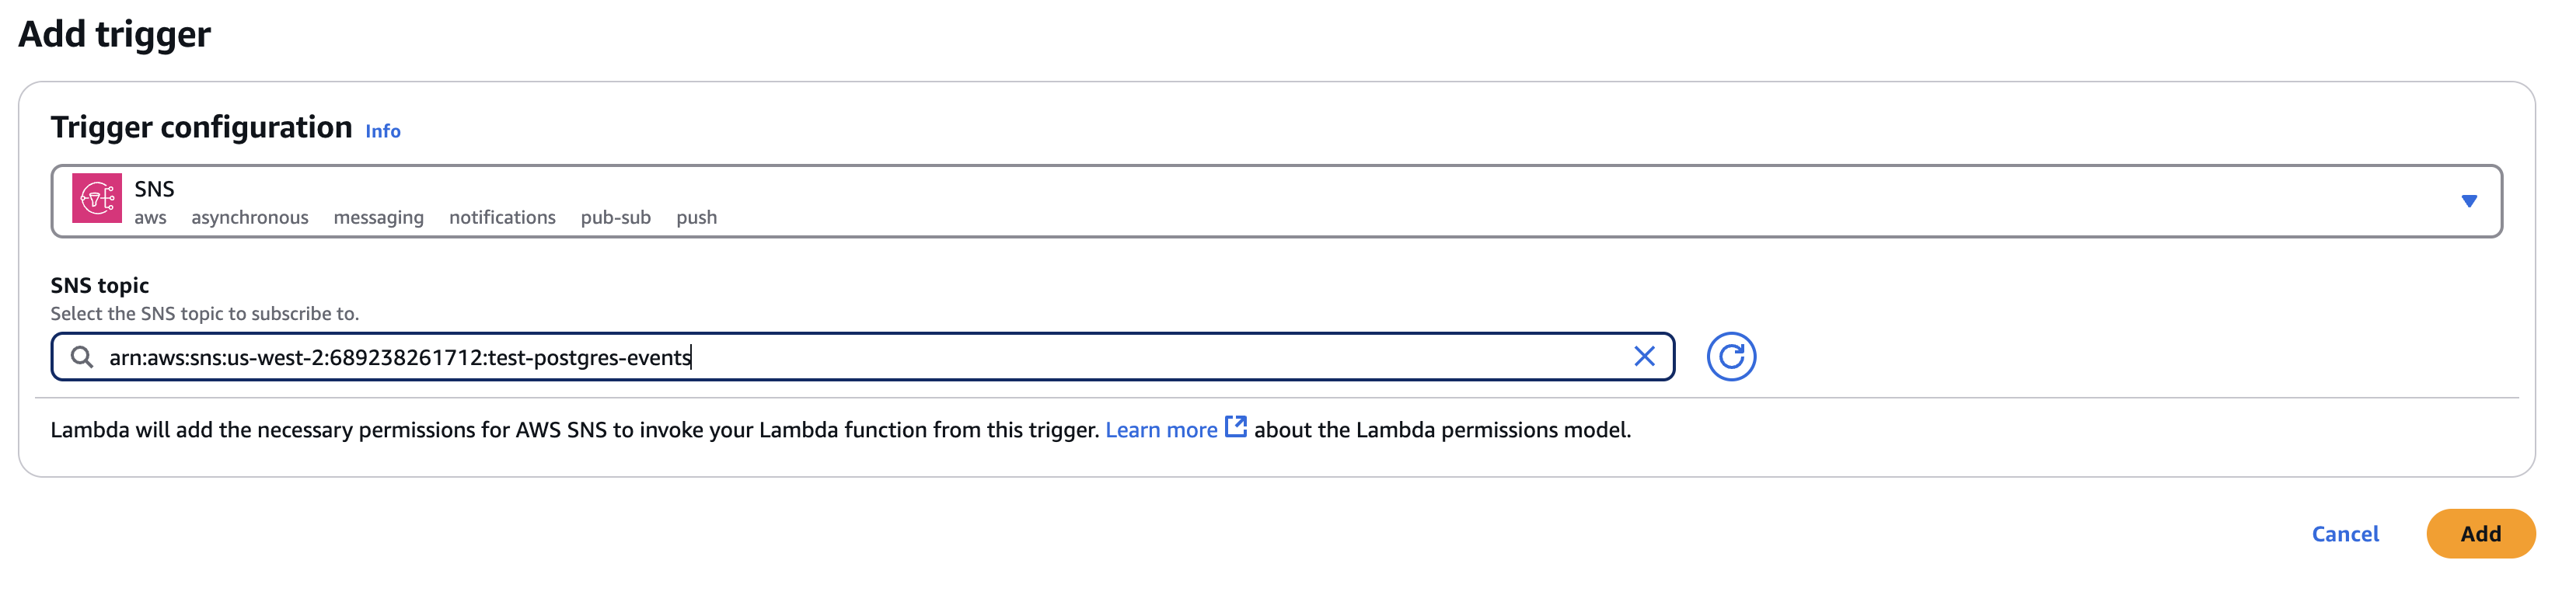 Add trigger
Trigger configuration Info
SNS
aws asynchronous messaging notifications pub-sub push
SNS topic
Select the SNS topic to subscribe to.
arn:aws:sns:us-west-2:689238261712:test-postgres-events
Lambda will add the necessary permissions for AWS SNS to invoke your Lambda function from this trigger. Learn more about the Lambda permissions model.
Cancel Add